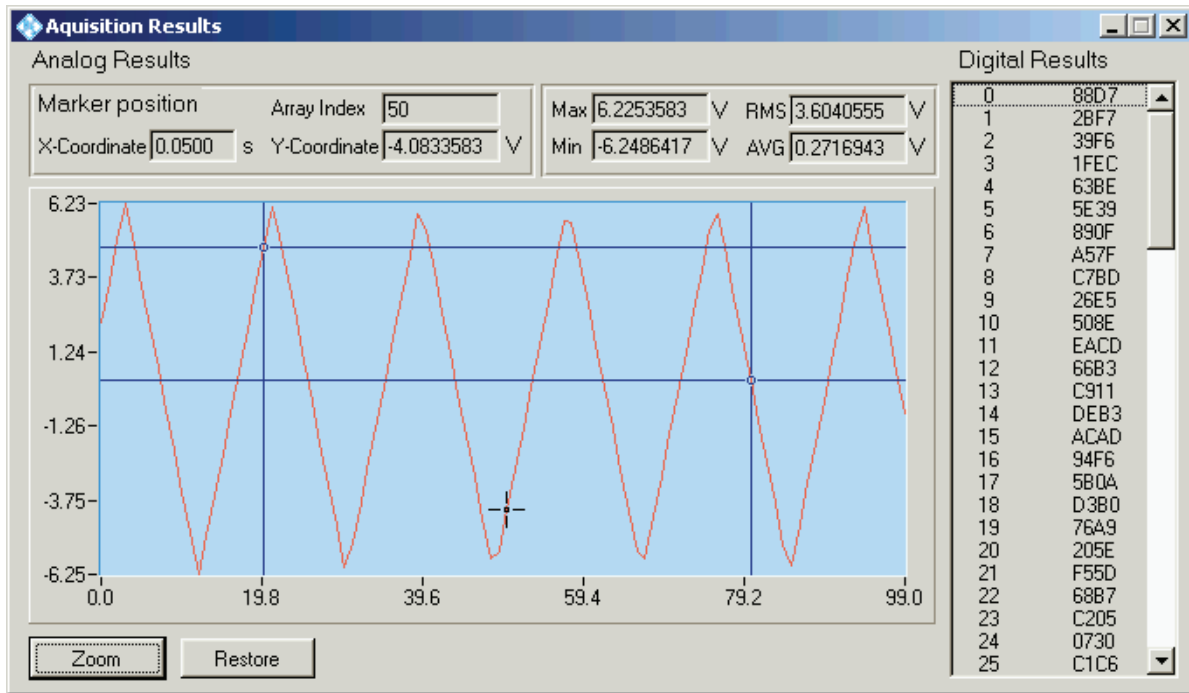 Aquisition Results
Analog Results
Marker position
Array Index 50
X-Coordinate 0.0500 s Y-Coordinate -4.0833583 V
Max 6.2253583 V RMS 3.6040555 V
Min -6.2486417 V AVG 0.2716943 V
6.23
3.73
1.24
-1.26
-3.75
-6.25
0.0 19.8 39.6 59.4 79.2 99.0
Zoom Restore
Digital Results
0 88D7
1 2BF7
2 39F6
3 1FEC
4 63BE
5 5E39
6 890F
7 A57F
8 C7BD
9 26E5
10 508E
11 EACD
12 66B3
13 C911
14 DEB3
15 ACAD
16 94F6
17 5B0A
18 D3B0
19 76A9
20 205E
21 F55D
22 68B7
23 C205
24 0730
25 C1C6